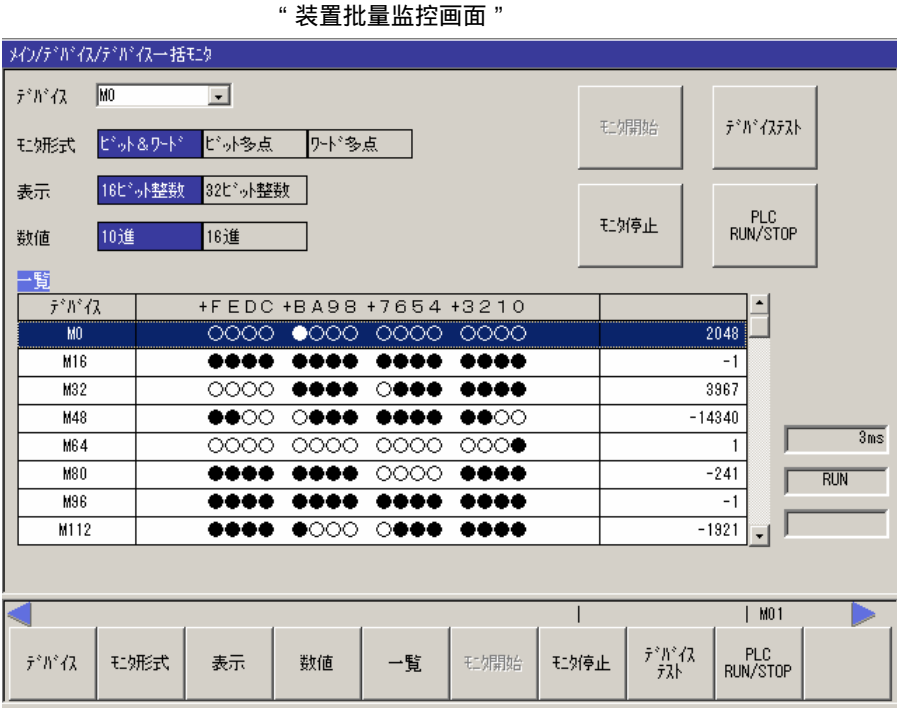 “装置批量监控画面”
メイン/デバイス/デバイス一括モニタ
デバイス M0
モニタ開始 デバイステスト
モニタ形式 ビット&ワード ビット多点 ワード多点
表示 16ビット整数 32ビット整数
モニタ停止 PLC
RUN/STOP
数値 10進 16進
一覧
デバイス +FEDC +BA98 +7654 +3210
M0 ○○○○ ●○○○ ○○○○ ○○○○ 2048
M16 ●●●● ●●●● ●●●● ●●●● -1
M32 ○○○○ ●●●● ○●●● ●●●● 3967
M48 ●●○○ ○●●● ●●●● ●●○○ -14340
M64 ○○○○ ○○○○ ○○○○ ○○○● 1
3ms
M80 ●●●● ●●●● ○○○○ ●●●● -241
RUN
M96 ●●●● ●●●● ●●●● ●●●● -1
M112 ●●●● ●○○○ ○●●● ●●●● -1921
| | M01
デバイス モニタ形式 表示 数値 一覧 モニタ開始 モニタ停止 デバイス
テスト PLC
RUN/STOP